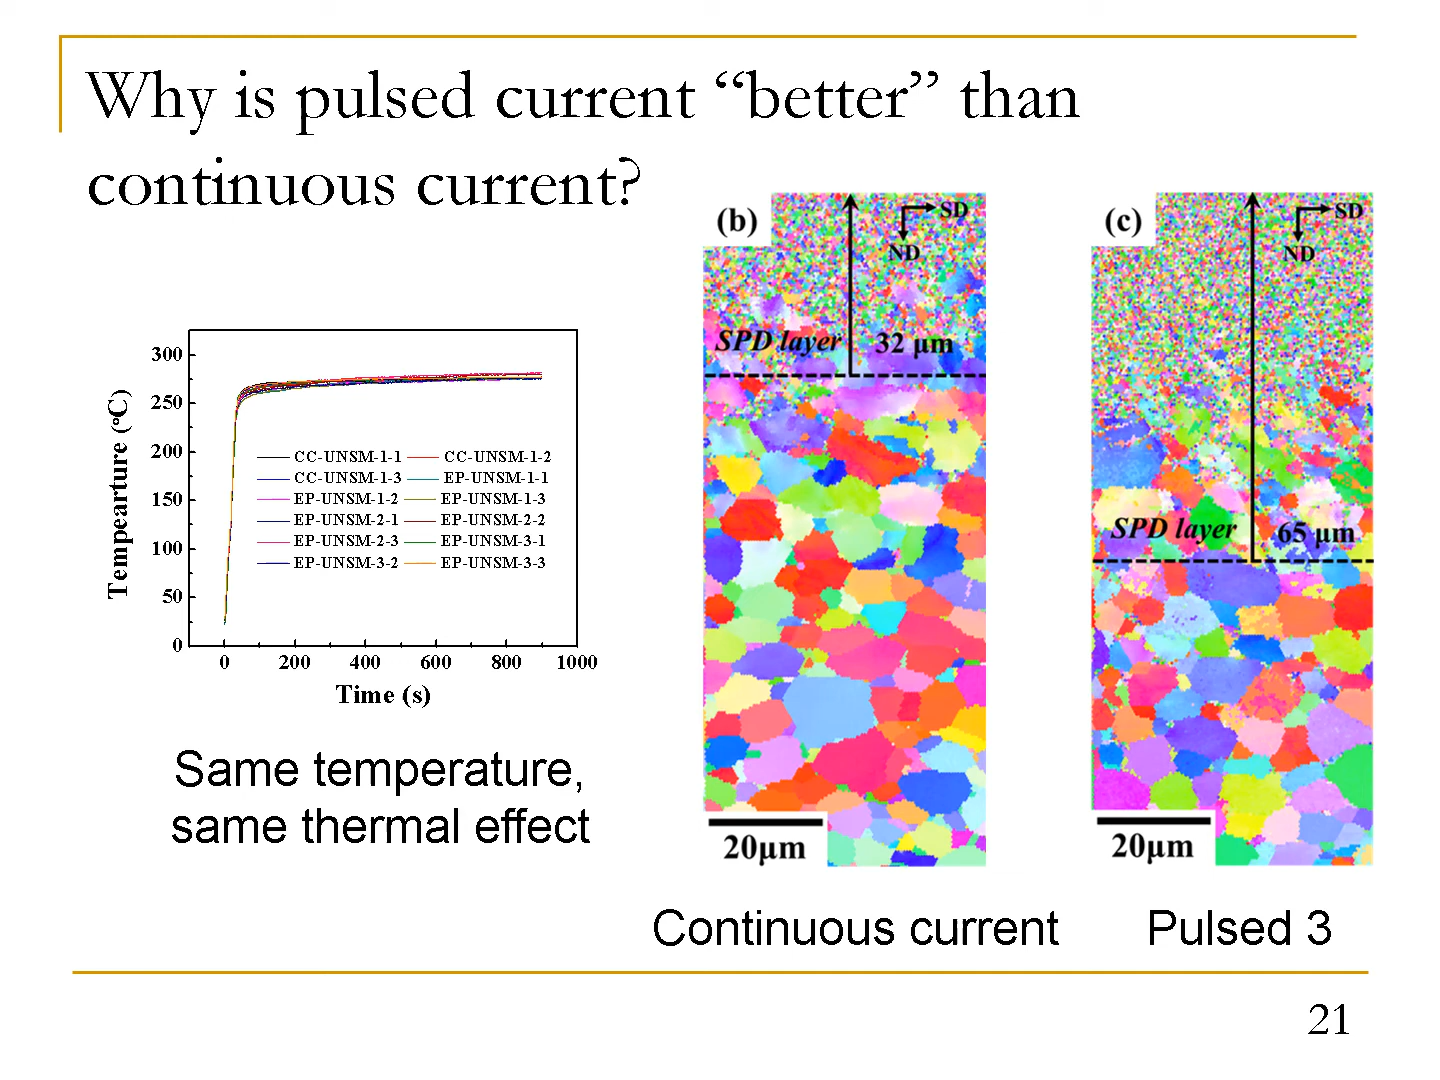 Why is pulsed current “better” than
continuous current?
300
250
200
150
100
50
0
Tempearture (°C)
CC-UNSM-1-1 CC-UNSM-1-2
CC-UNSM-1-3 EP-UNSM-1-1
EP-UNSM-1-2 EP-UNSM-1-3
EP-UNSM-2-1 EP-UNSM-2-2
EP-UNSM-2-3 EP-UNSM-3-1
EP-UNSM-3-2 EP-UNSM-3-3
0 200 400 600 800 1000
Time (s)
Same temperature,
same thermal effect
(b)
SD
ND
SPD layer 32 μm
20μm
Continuous current
(c)
SD
ND
SPD layer 65 μm
20μm
Pulsed 3
21